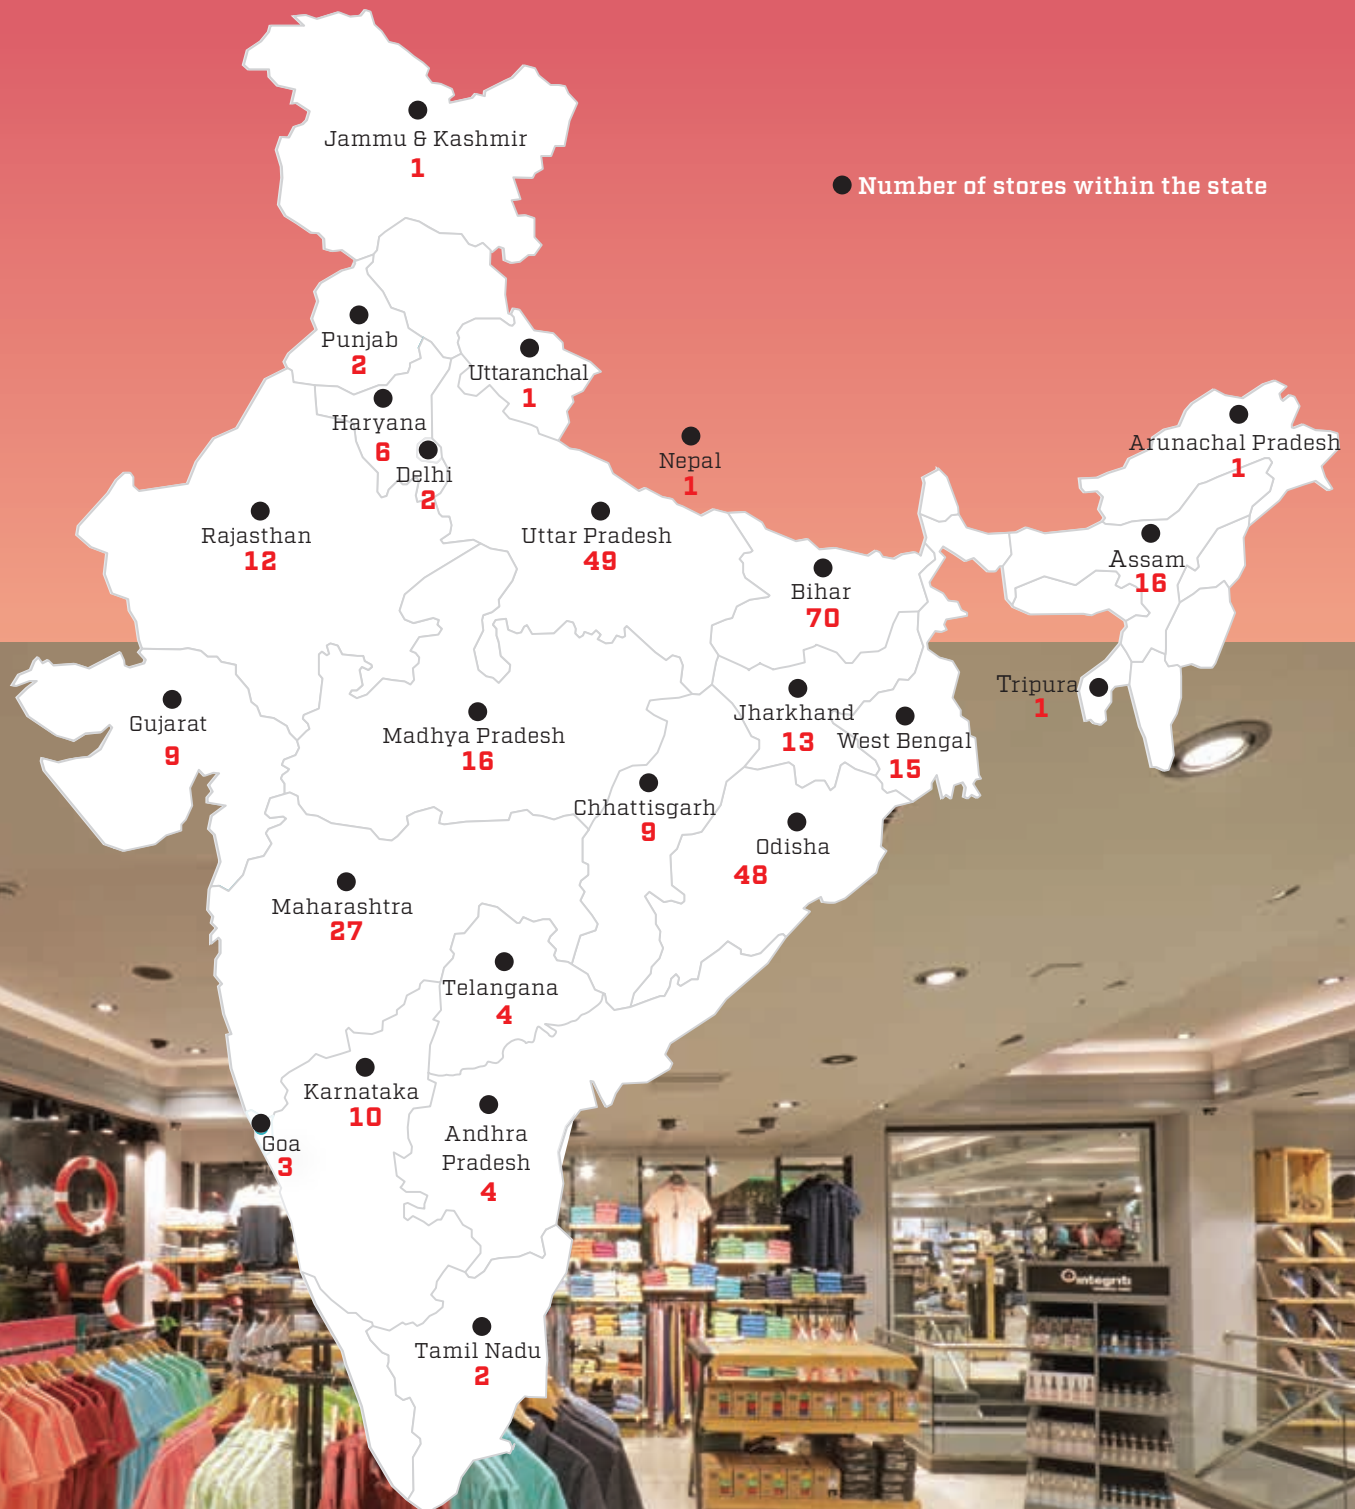 Jammu & Kashmir
1
Number of stores within the state
Punjab
2
Uttaranchal
1
Haryana
6
Delhi
2
Nepal
1
Arunachal Pradesh
1
Rajasthan
12
Uttar Pradesh
49
Bihar
70
Assam
16
Gujarat
9
Madhya Pradesh
16
Jharkhand
13
West Bengal
15
Tripura
1
Chhattisgarh
9
Odisha
48
Maharashtra
27
Telangana
4
Karnataka
10
Goa
3
Andhra
Pradesh
4
integriti
Tamil Nadu
2